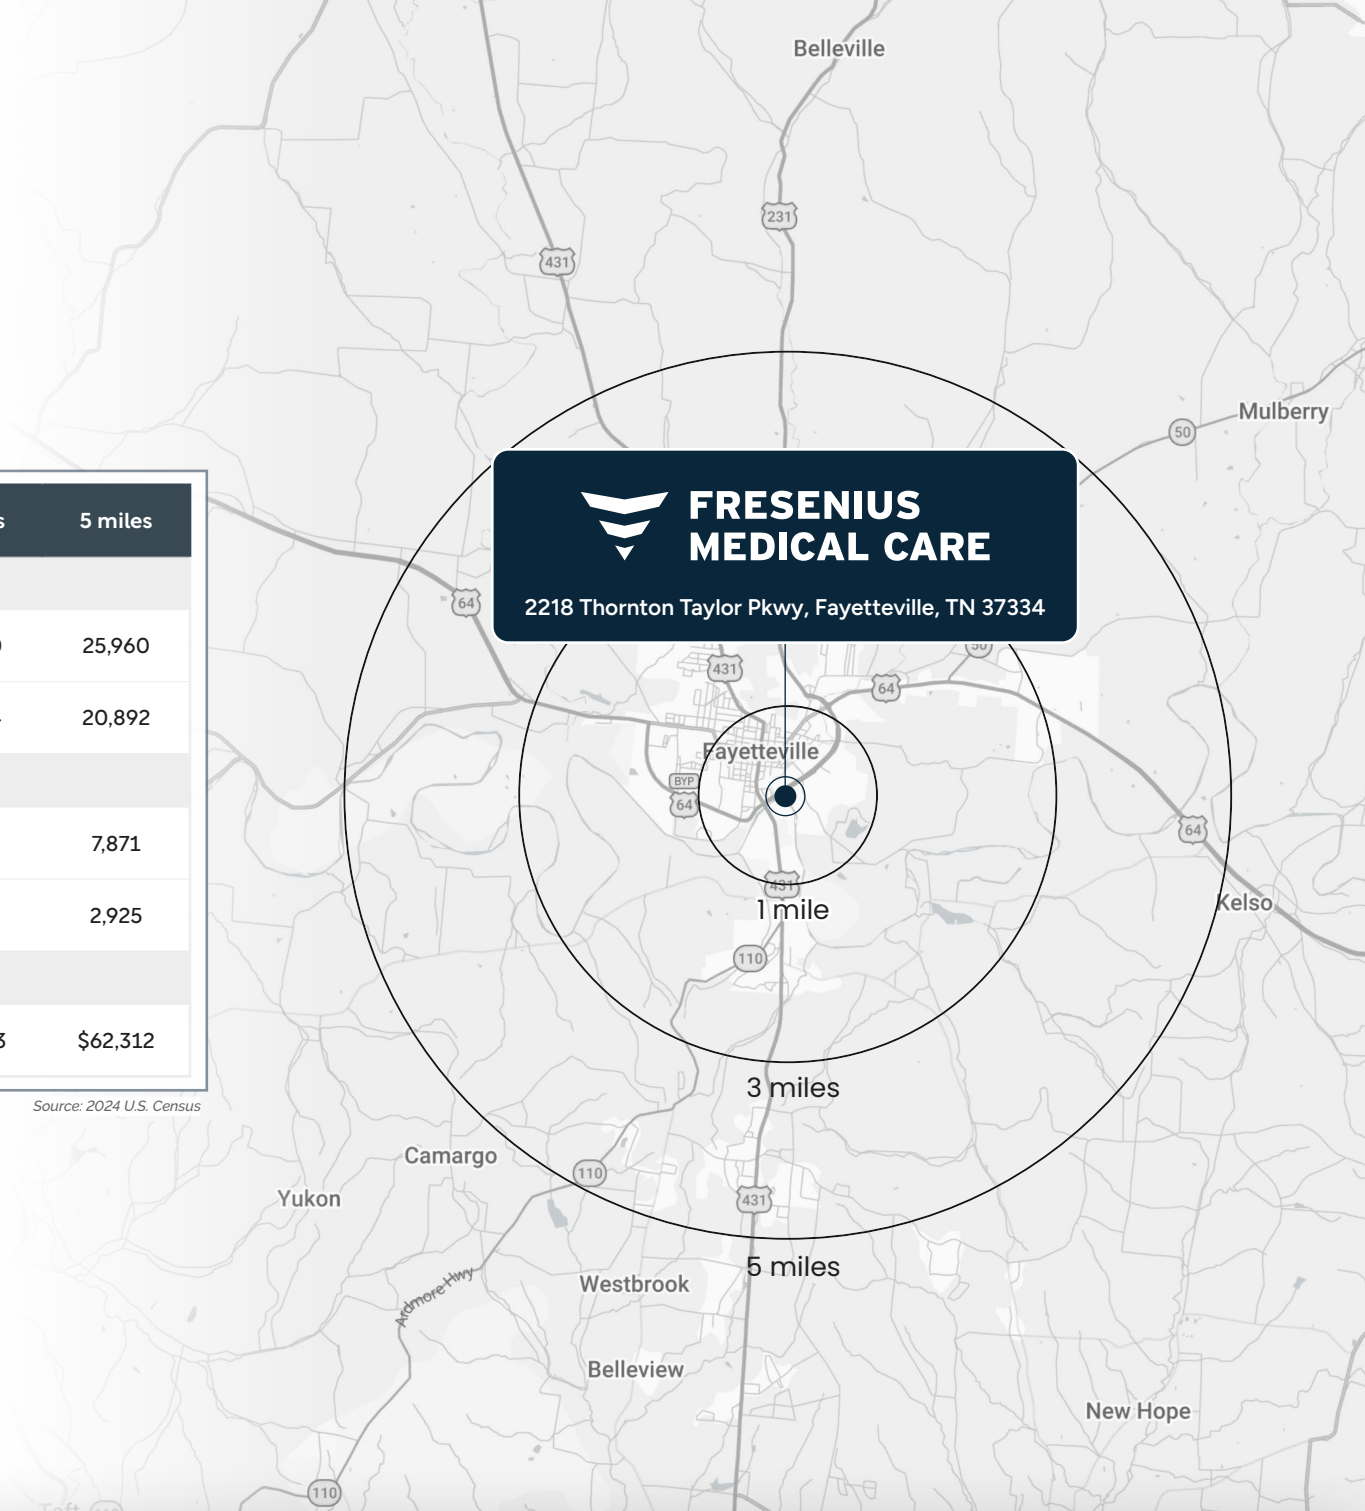 Belleville
231
431
Mulberry
50
FRESENIUS
MEDICAL CARE
2218 Thornton Taylor Pkwy, Fayetteville, TN 37334
s
5 miles
25,960
20,892
7,871
2,925
3
$62,312
Source: 2024 U.S. Census
64
50
431
64
Fayetteville
BYP
64
64
431
Kelso
1 mile
110
3 miles
Camargo
110
Yukon
431
5 miles
Westbrook
Ardmore Hwy
Belleview
New Hope
110
Taft